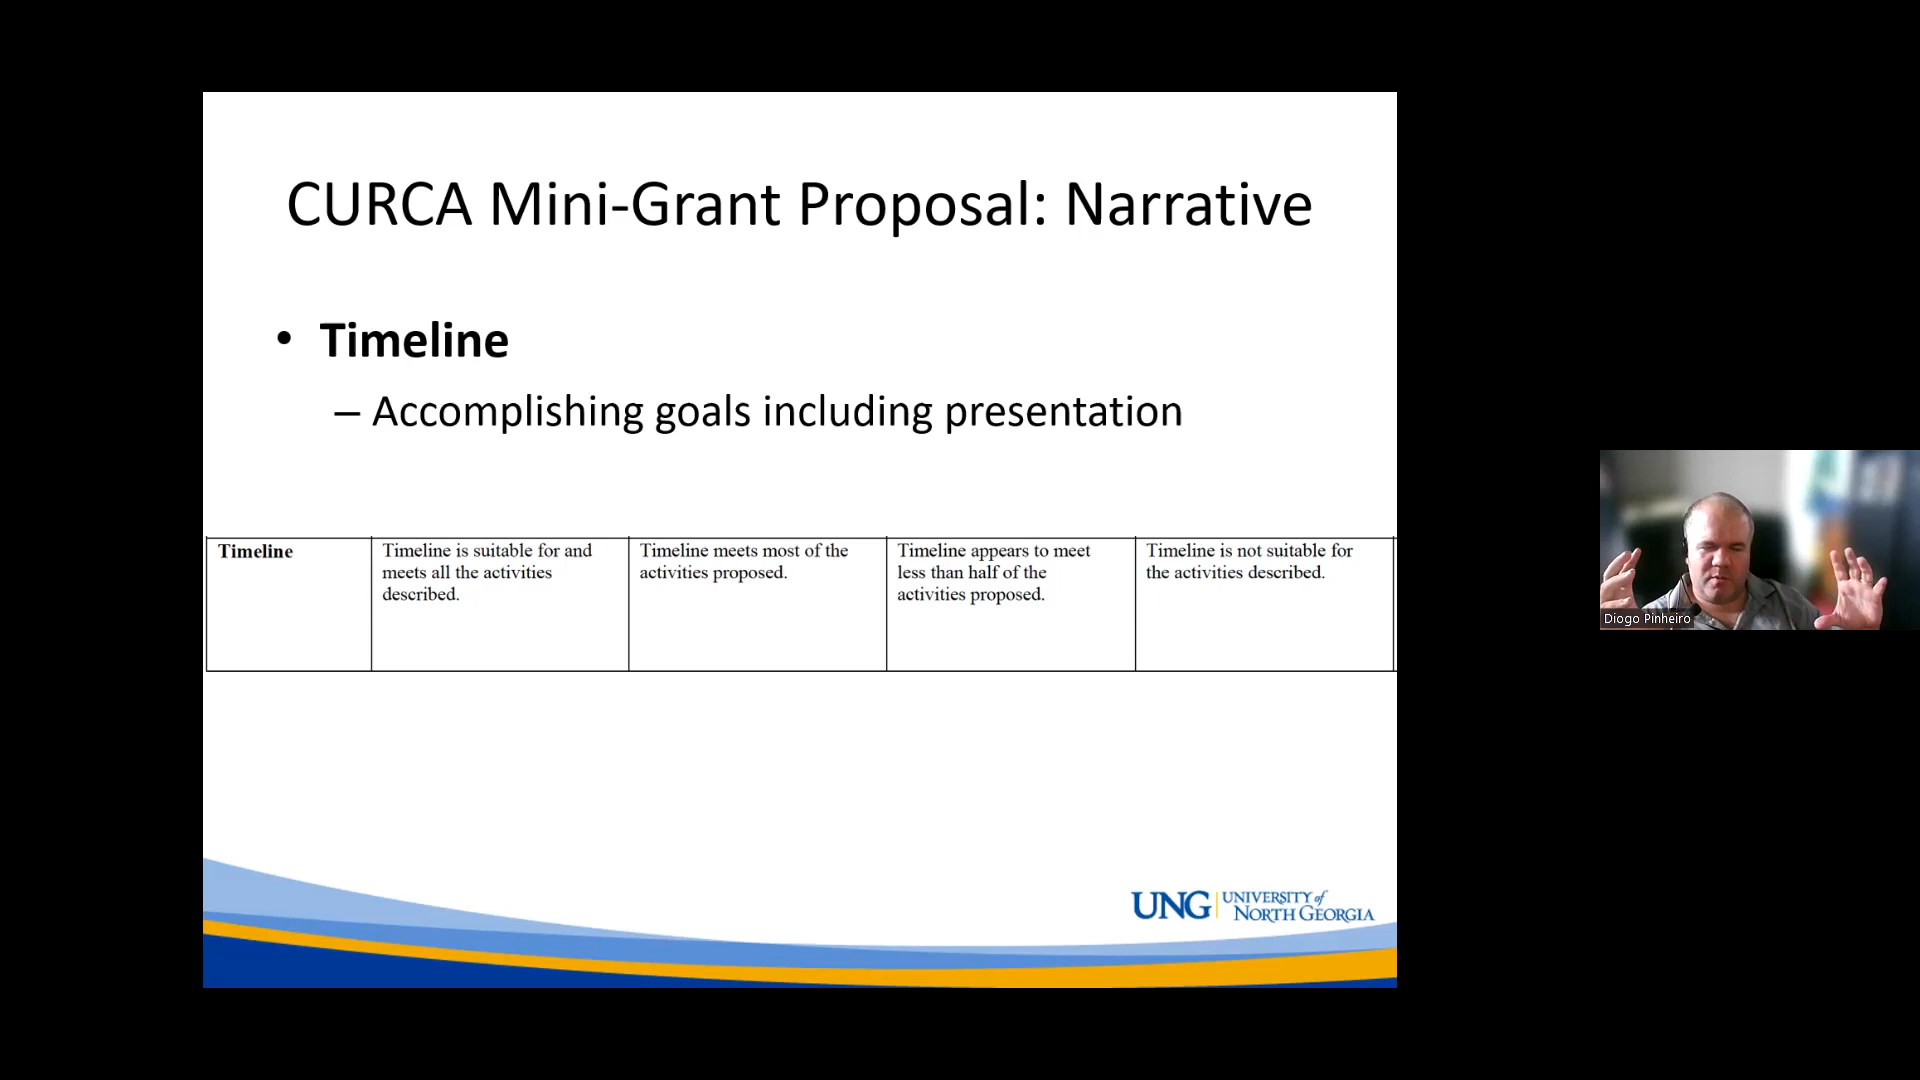 CURCA Mini-Grant Proposal: Narrative
• Timeline
– Accomplishing goals including presentation
Timeline
Timeline is suitable for and
meets all the activities
described.
Timeline meets most of the
activities proposed.
Timeline appears to meet
less than half of the
activities proposed.
Timeline is not suitable for
the activities described.
Diogo Pinheiro
UNG
UNIVERSITY of
NORTH GEORGIA